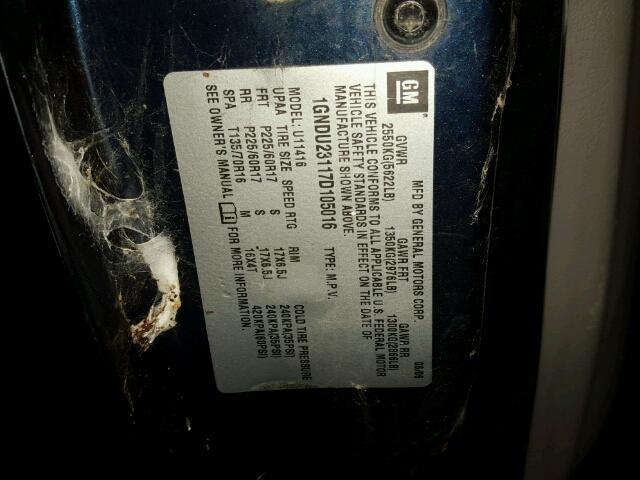 GM
MFD BY GENERAL MOTORS CORP. 06/06
GVWR GAWR FRT GAWR RR
2550KG(5622LB) 1350KG(2976LB) 1300KG(2866LB)
THIS VEHICLE CONFORMS TO ALL APPLICABLE U.S. FEDERAL MOTOR
VEHICLE SAFETY STANDARDS IN EFFECT ON THE DATE OF
MANUFACTURE SHOWN ABOVE.
1GNDU23117D105016 TYPE: M.P.V.
MODEL: U11416
UPAA TIRE SIZE SPEED RTG RIM COLD TIRE PRESSURE
FRT P225/60R17 S 17X6.5J 240KPA(35PSI)
RR P225/60R17 S 17X6.5J 240KPA(35PSI)
SPA T135/70R16 M 16X4T 420KPA(60PSI)
SEE OWNER'S MANUAL FOR MORE INFORMATION.